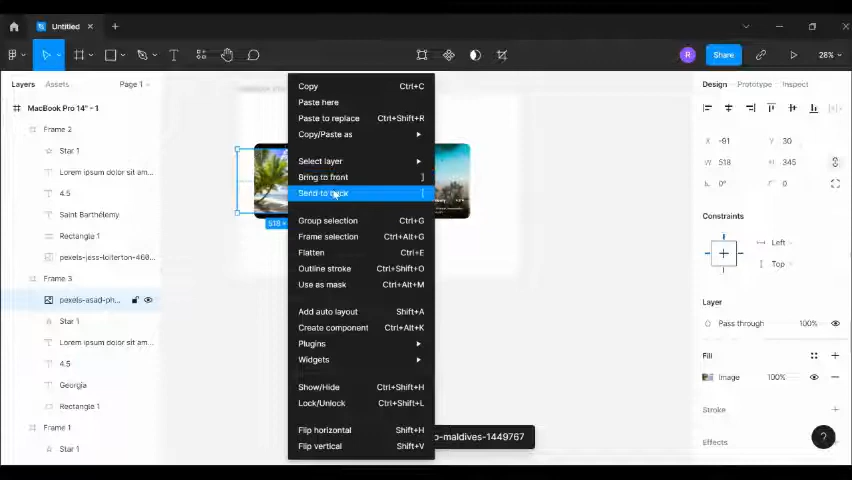 Untitled
Share
28%
Layers
Assets
Page 1
Design
Prototype
Inspect
MacBook Pro 14" - 1
Frame 2
Star 1
Lorem ipsum dolor sit am...
4.5
Saint Barthélemy
Rectangle 1
Frame 3
pexels-asad-ph...
Star 1
Lorem ipsum dolor sit am...
4.5
Georgia
Rectangle 1
Frame 1
Star 1
Copy Ctrl+C
Paste here
Paste to replace Ctrl+Shift+R
Copy/Paste as
Select layer
Bring to front ]
Send to back [
Group selection Ctrl+G
Frame selection Ctrl+Alt+G
Flatten Ctrl+E
Outline stroke Ctrl+Shift+O
Use as mask Ctrl+Alt+M
Add auto layout Shift+A
Create component Ctrl+Alt+K
Plugins
Widgets
Show/Hide Ctrl+Shift+H
Lock/Unlock Ctrl+Shift+L
Flip horizontal Shift+H
Flip vertical Shift+V
518
o-maldives-1449767
X -91 Y 30
W 518 H 345
0° 0
Constraints
Left
Top
Layer
Pass through 100%
Fill
Image 100%
Stroke
Effects
R
?